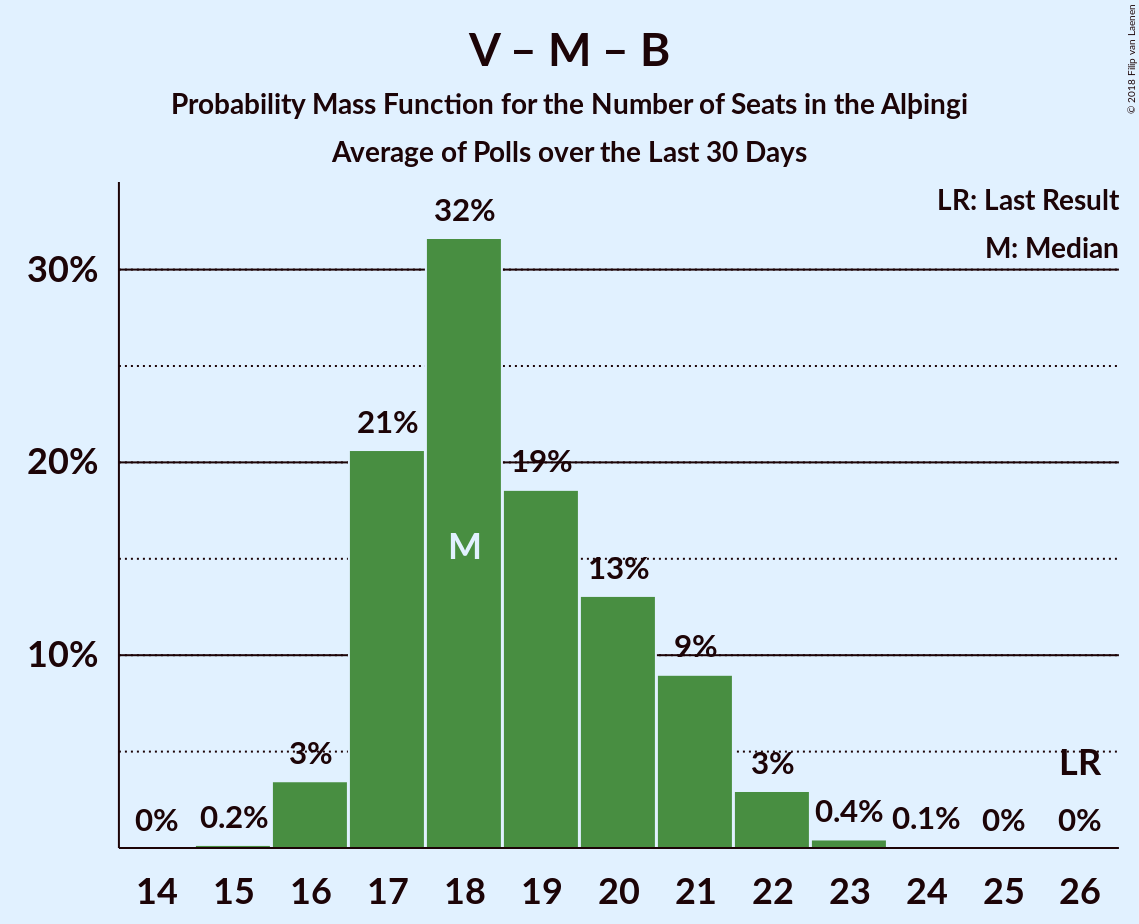 V – M – B
Probability Mass Function for the Number of Seats in the Alþingi
Average of Polls over the Last 30 Days
© 2018 Filip van Laenen
LR: Last Result
M: Median
30%
20%
10%
0%
0.2%
3%
21%
32%
19%
13%
9%
3%
0.4%
0.1%
0%
0%
M
LR
14 15 16 17 18 19 20 21 22 23 24 25 26